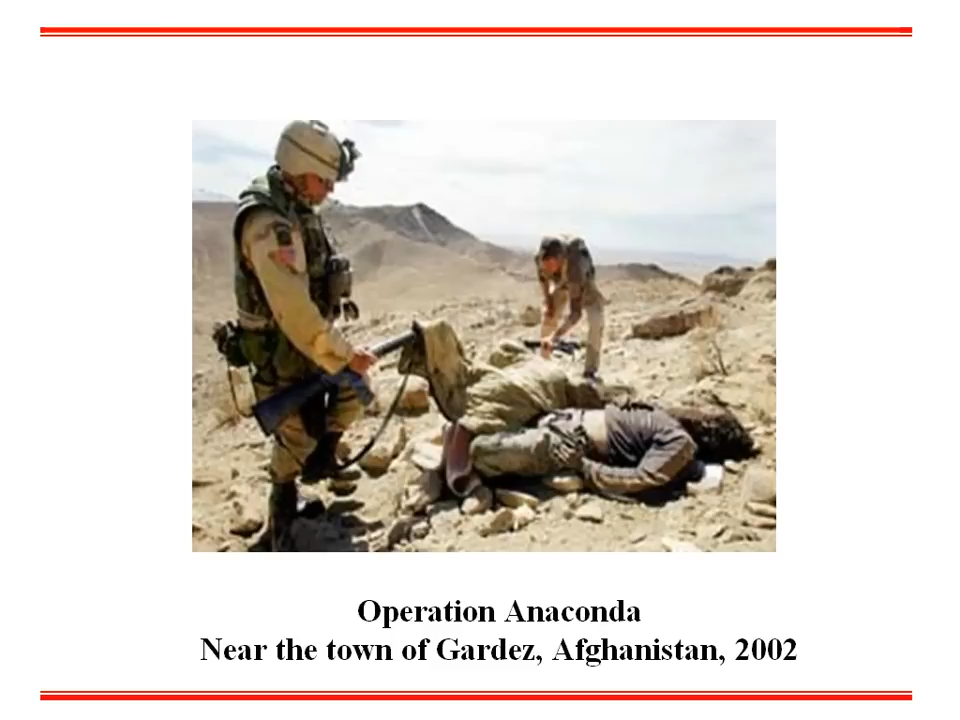 Operation Anaconda
Near the town of Gardez, Afghanistan, 2002